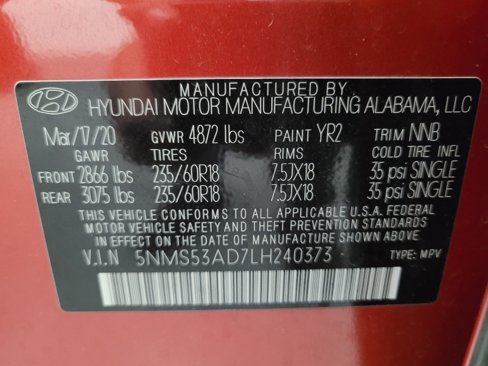 MANUFACTURED BY
HYUNDAI MOTOR MANUFACTURING ALABAMA, LLC
Mar/17/20 GVWR 4872 lbs PAINT YR2 TRIM NNB
GAWR TIRES RIMS COLD TIRE INFL
FRONT 2866 lbs 235/60R18 7.5JX18 35 psi SINGLE
REAR 3075 lbs 235/60R18 7.5JX18 35 psi SINGLE
THIS VEHICLE CONFORMS TO ALL APPLICABLE U.S.A. FEDERAL
MOTOR VEHICLE SAFETY, BUMPER, AND THEFT PREVENTION STANDARDS
IN EFFECT ON THE DATE OF MANUFACTURE SHOWN ABOVE.
V.I.N 5NMS53AD7LH240373 TYPE: MPV